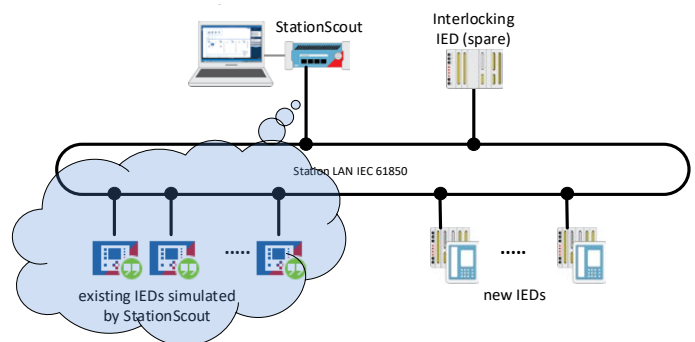 StationScout
Interlocking
IED (spare)
Station LAN IEC 61850
existing IEDs simulated
by StationScout
new IEDs